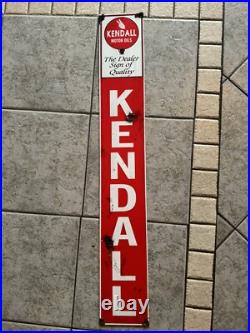 KENDALL
MOTOR OILS
The Dealer
Sign of
Quality
KENDALL